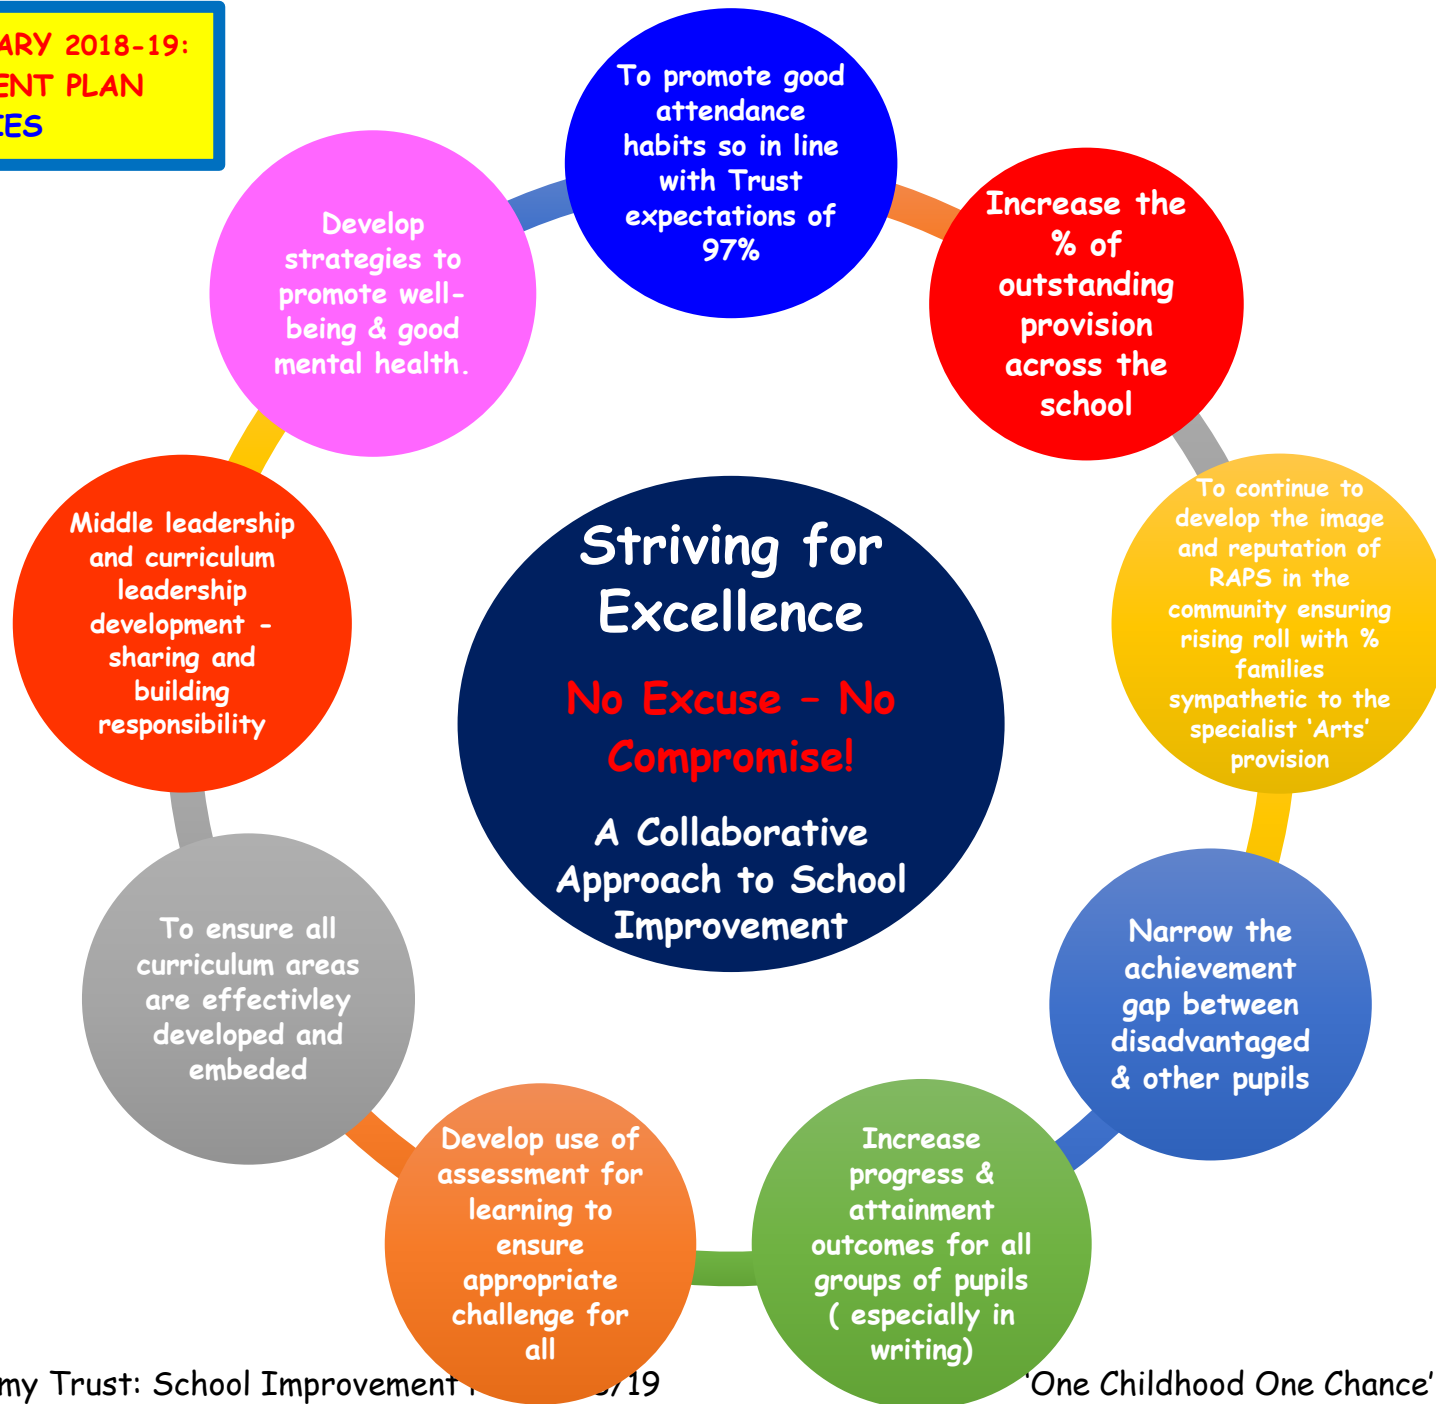 ARY 2018-19:
ENT PLAN
IES
To promote good
attendance
habits so in line
with Trust
expectations of
97%
Increase the
% of
outstanding
provision
across the
school
To continue to
develop the image
and reputation of
RAPS in the
community ensuring
rising roll with %
families
sympathetic to the
specialist ‘Arts’
provision
Narrow the
achievement
gap between
disadvantaged
& other pupils
Increase
progress &
attainment
outcomes for all
groups of pupils
( especially in
writing)
Develop use of
assessment for
learning to
ensure
appropriate
challenge for
all
To ensure all
curriculum areas
are effectivley
developed and
embeded
Middle leadership
and curriculum
leadership
development -
sharing and
building
responsibility
Develop
strategies to
promote well-
being & good
mental health.
Striving for
Excellence
No Excuse – No
Compromise!
A Collaborative
Approach to School
Improvement
my Trust: School Improvement /19
‘One Childhood One Chance’